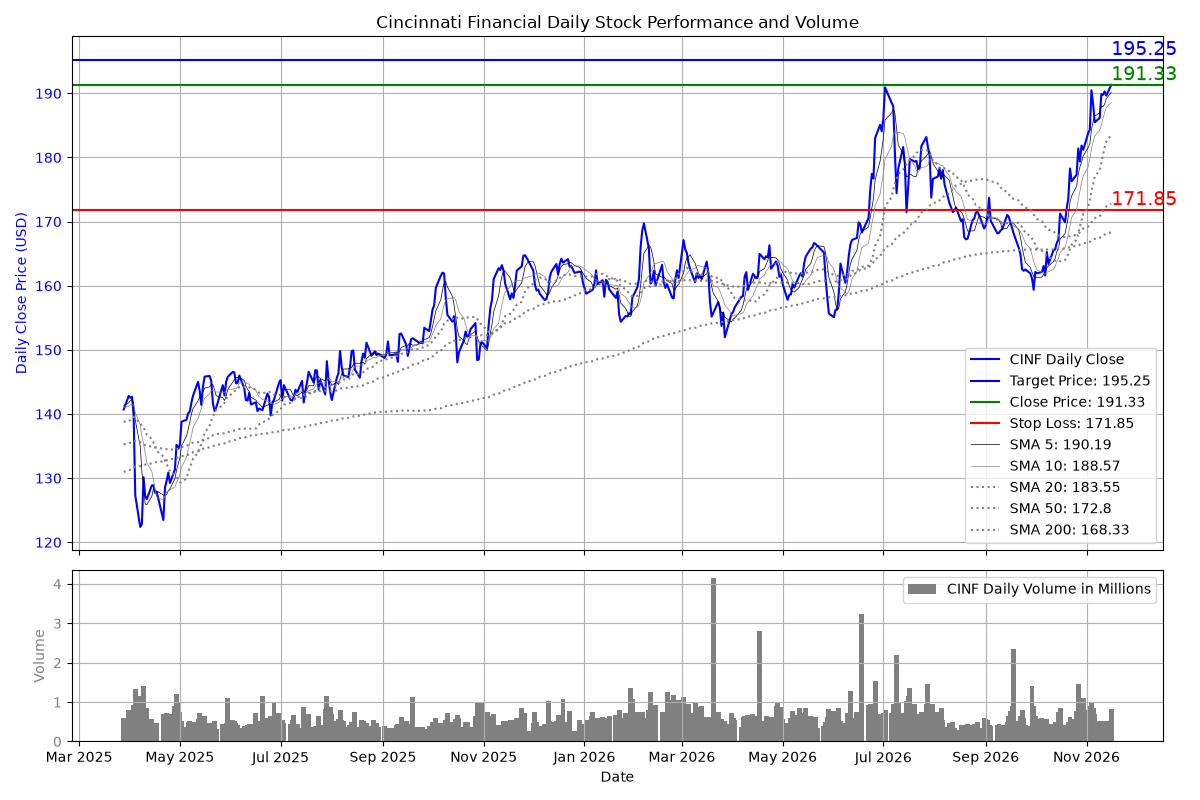 Cincinnati Financial Daily Stock Performance and Volume
195.25
191.33
171.85
Daily Close Price (USD)
190
180
170
160
150
140
130
120
CINF Daily Close
Target Price: 195.25
Close Price: 191.33
Stop Loss: 171.85
SMA 5: 190.19
SMA 10: 188.57
SMA 20: 183.55
SMA 50: 172.8
SMA 200: 168.33
Volume
4
3
2
1
0
CINF Daily Volume in Millions
Mar 2025 May 2025 Jul 2025 Sep 2025 Nov 2025 Jan 2026 Mar 2026 May 2026 Jul 2026 Sep 2026 Nov 2026
Date